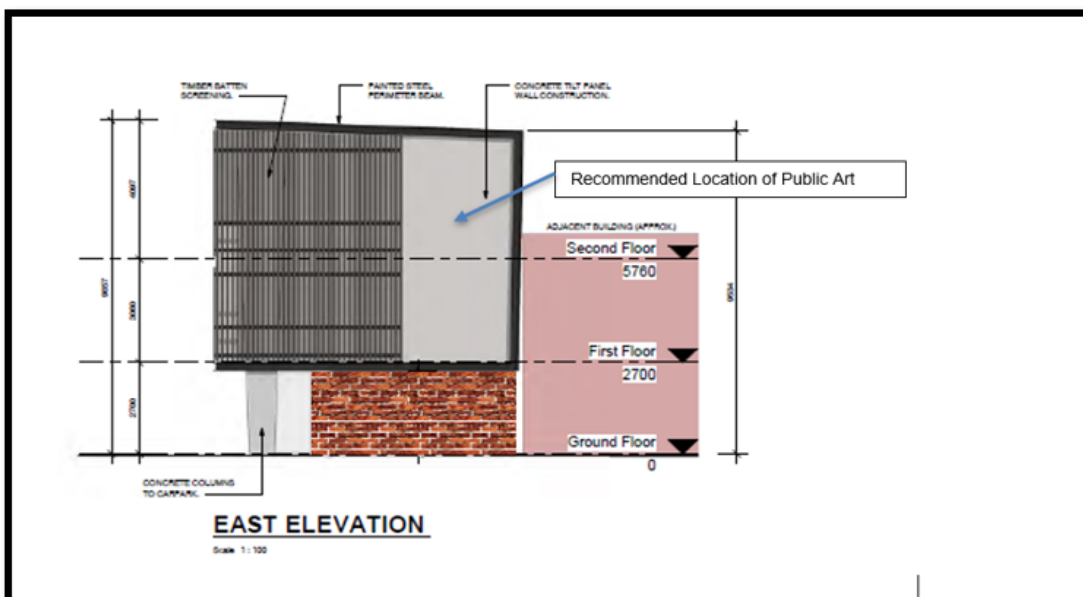 TIMBER BATTEN
SCREENING.
PAINTED STEEL
PERIMETER BEAM.
CONCRETE TILT PANEL
WALL CONSTRUCTION.
Recommended Location of Public Art
ADJACENT BUILDING (APPROX.)
Second Floor
5760
First Floor
2700
Ground Floor
0
4097
3060
2700
CONCRETE COLUMNS
TO CARPARK.
EAST ELEVATION
Scale 1 : 100